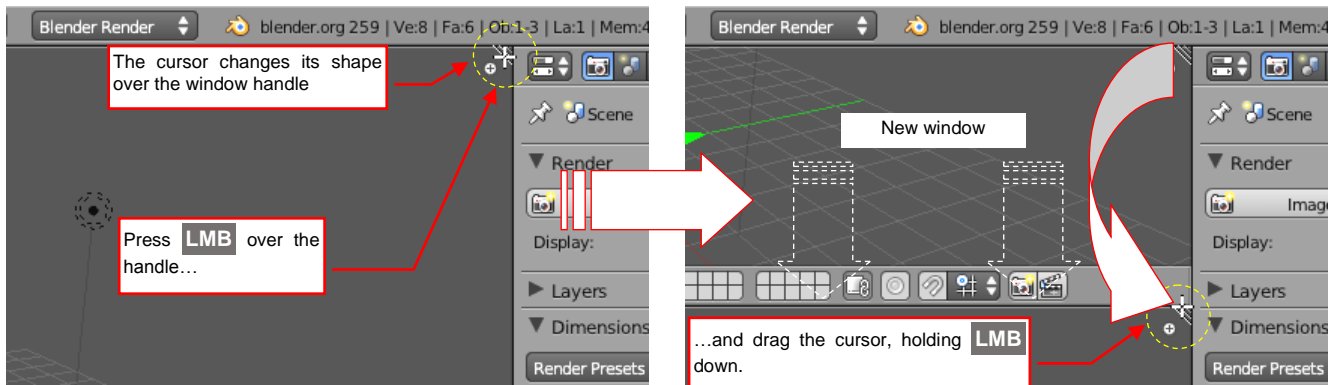 Blender Render
blender.org 259 | Ve:8 | Fa:6 | Ob:1-3 | La:1 | Mem:4
The cursor changes its shape
over the window handle
Scene
Render
Press LMB over the
handle…
Display:
Layers
Dimensions
Render Presets
Blender Render
blender.org 259 | Ve:8 | Fa:6 | Ob:1-3 | La:1 | Mem:4
New window
Scene
Render
Image
Display:
Layers
Dimensions
…and drag the cursor, holding LMB
down.
Render Presets